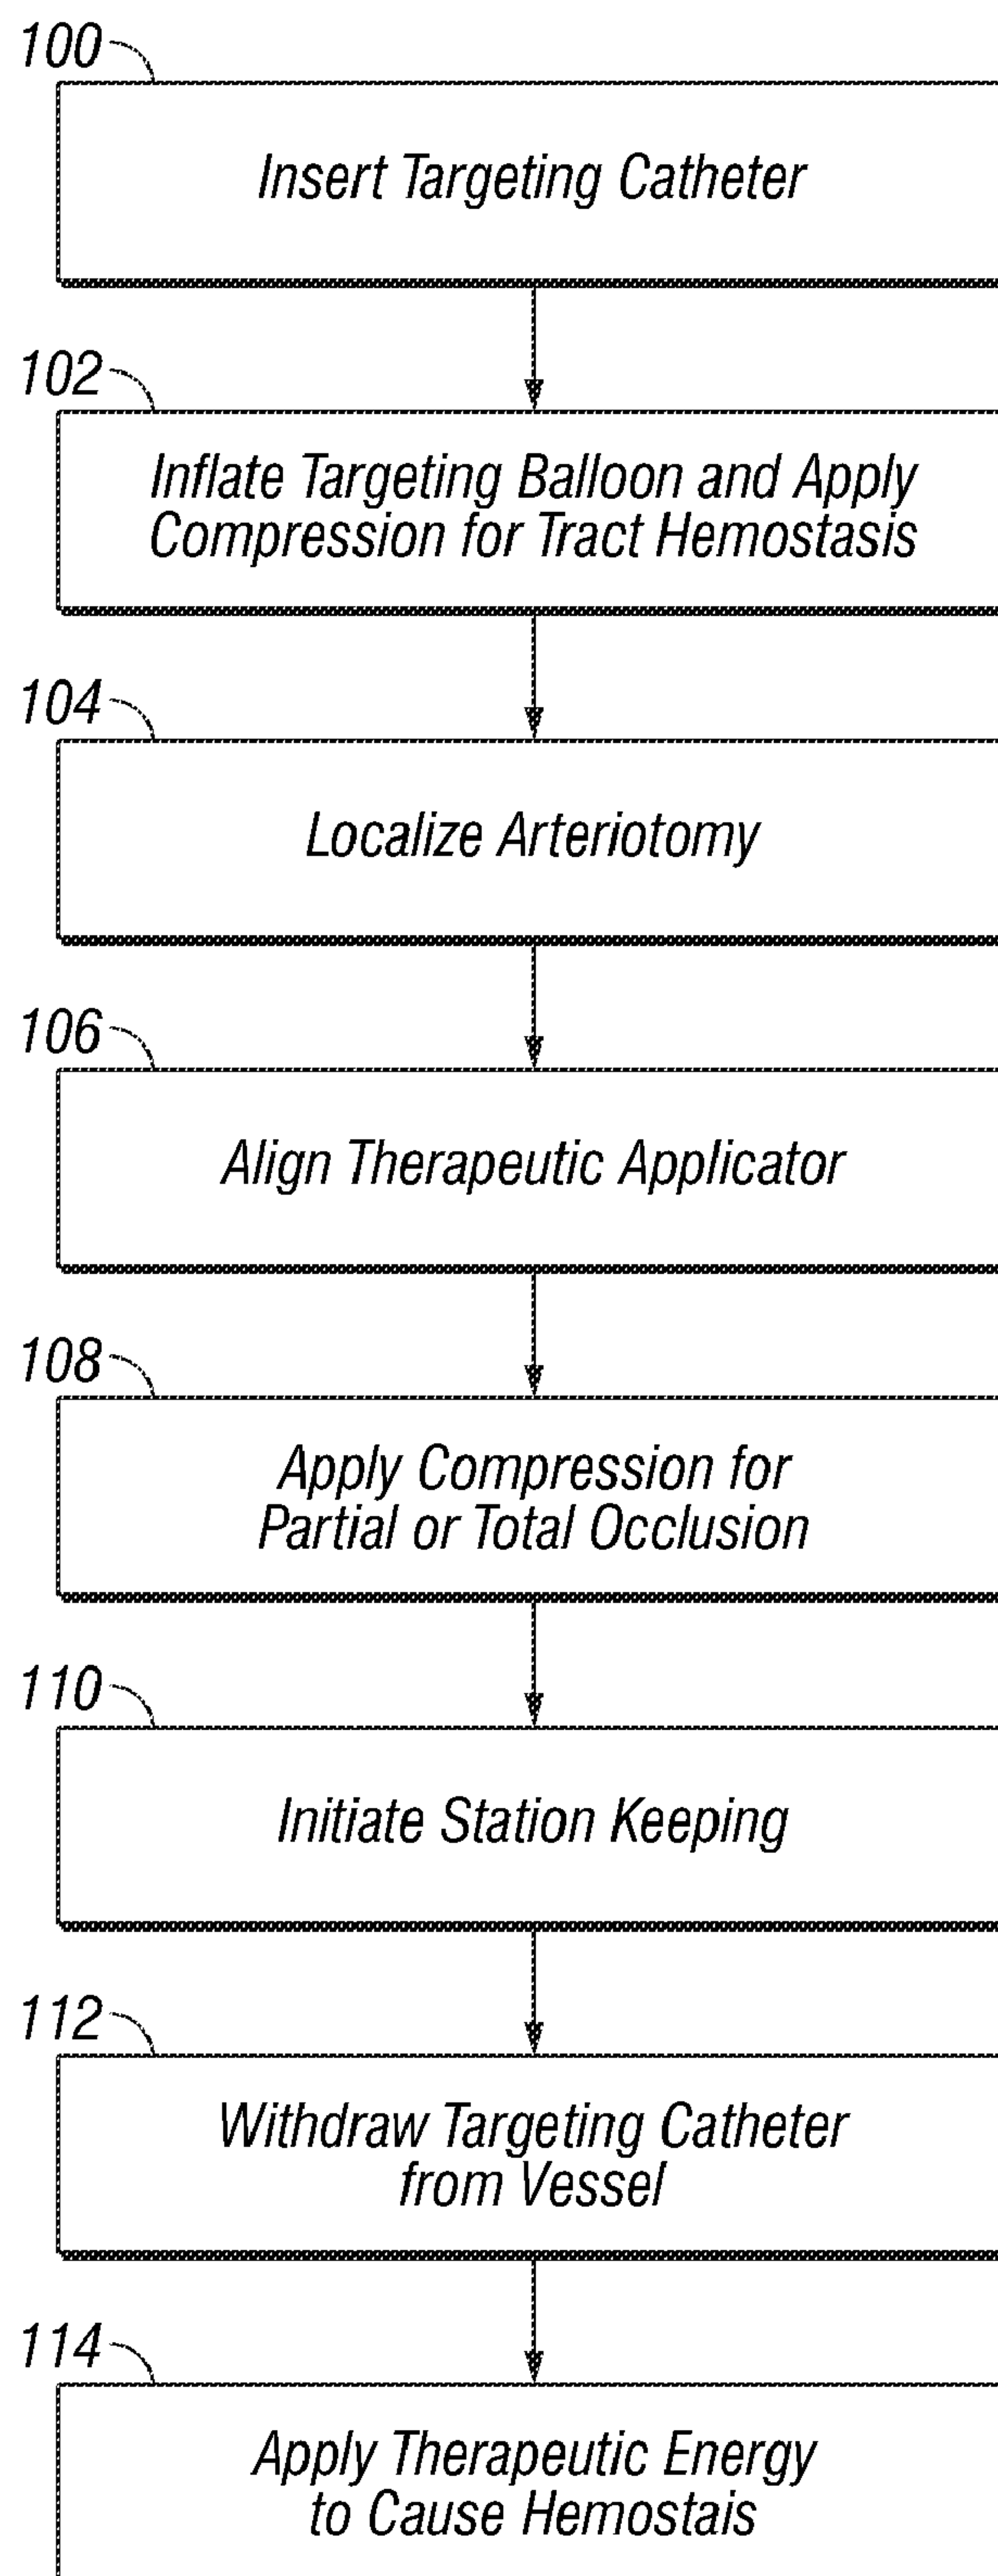 100
Insert Targeting Catheter
102
Inflate Targeting Balloon and Apply
Compression for Tract Hemostasis
104
Localize Arteriotomy
106
Align Therapeutic Applicator
108
Apply Compression for
Partial or Total Occlusion
110
Initiate Station Keeping
112
Withdraw Targeting Catheter
from Vessel
114
Apply Therapeutic Energy
to Cause Hemostais